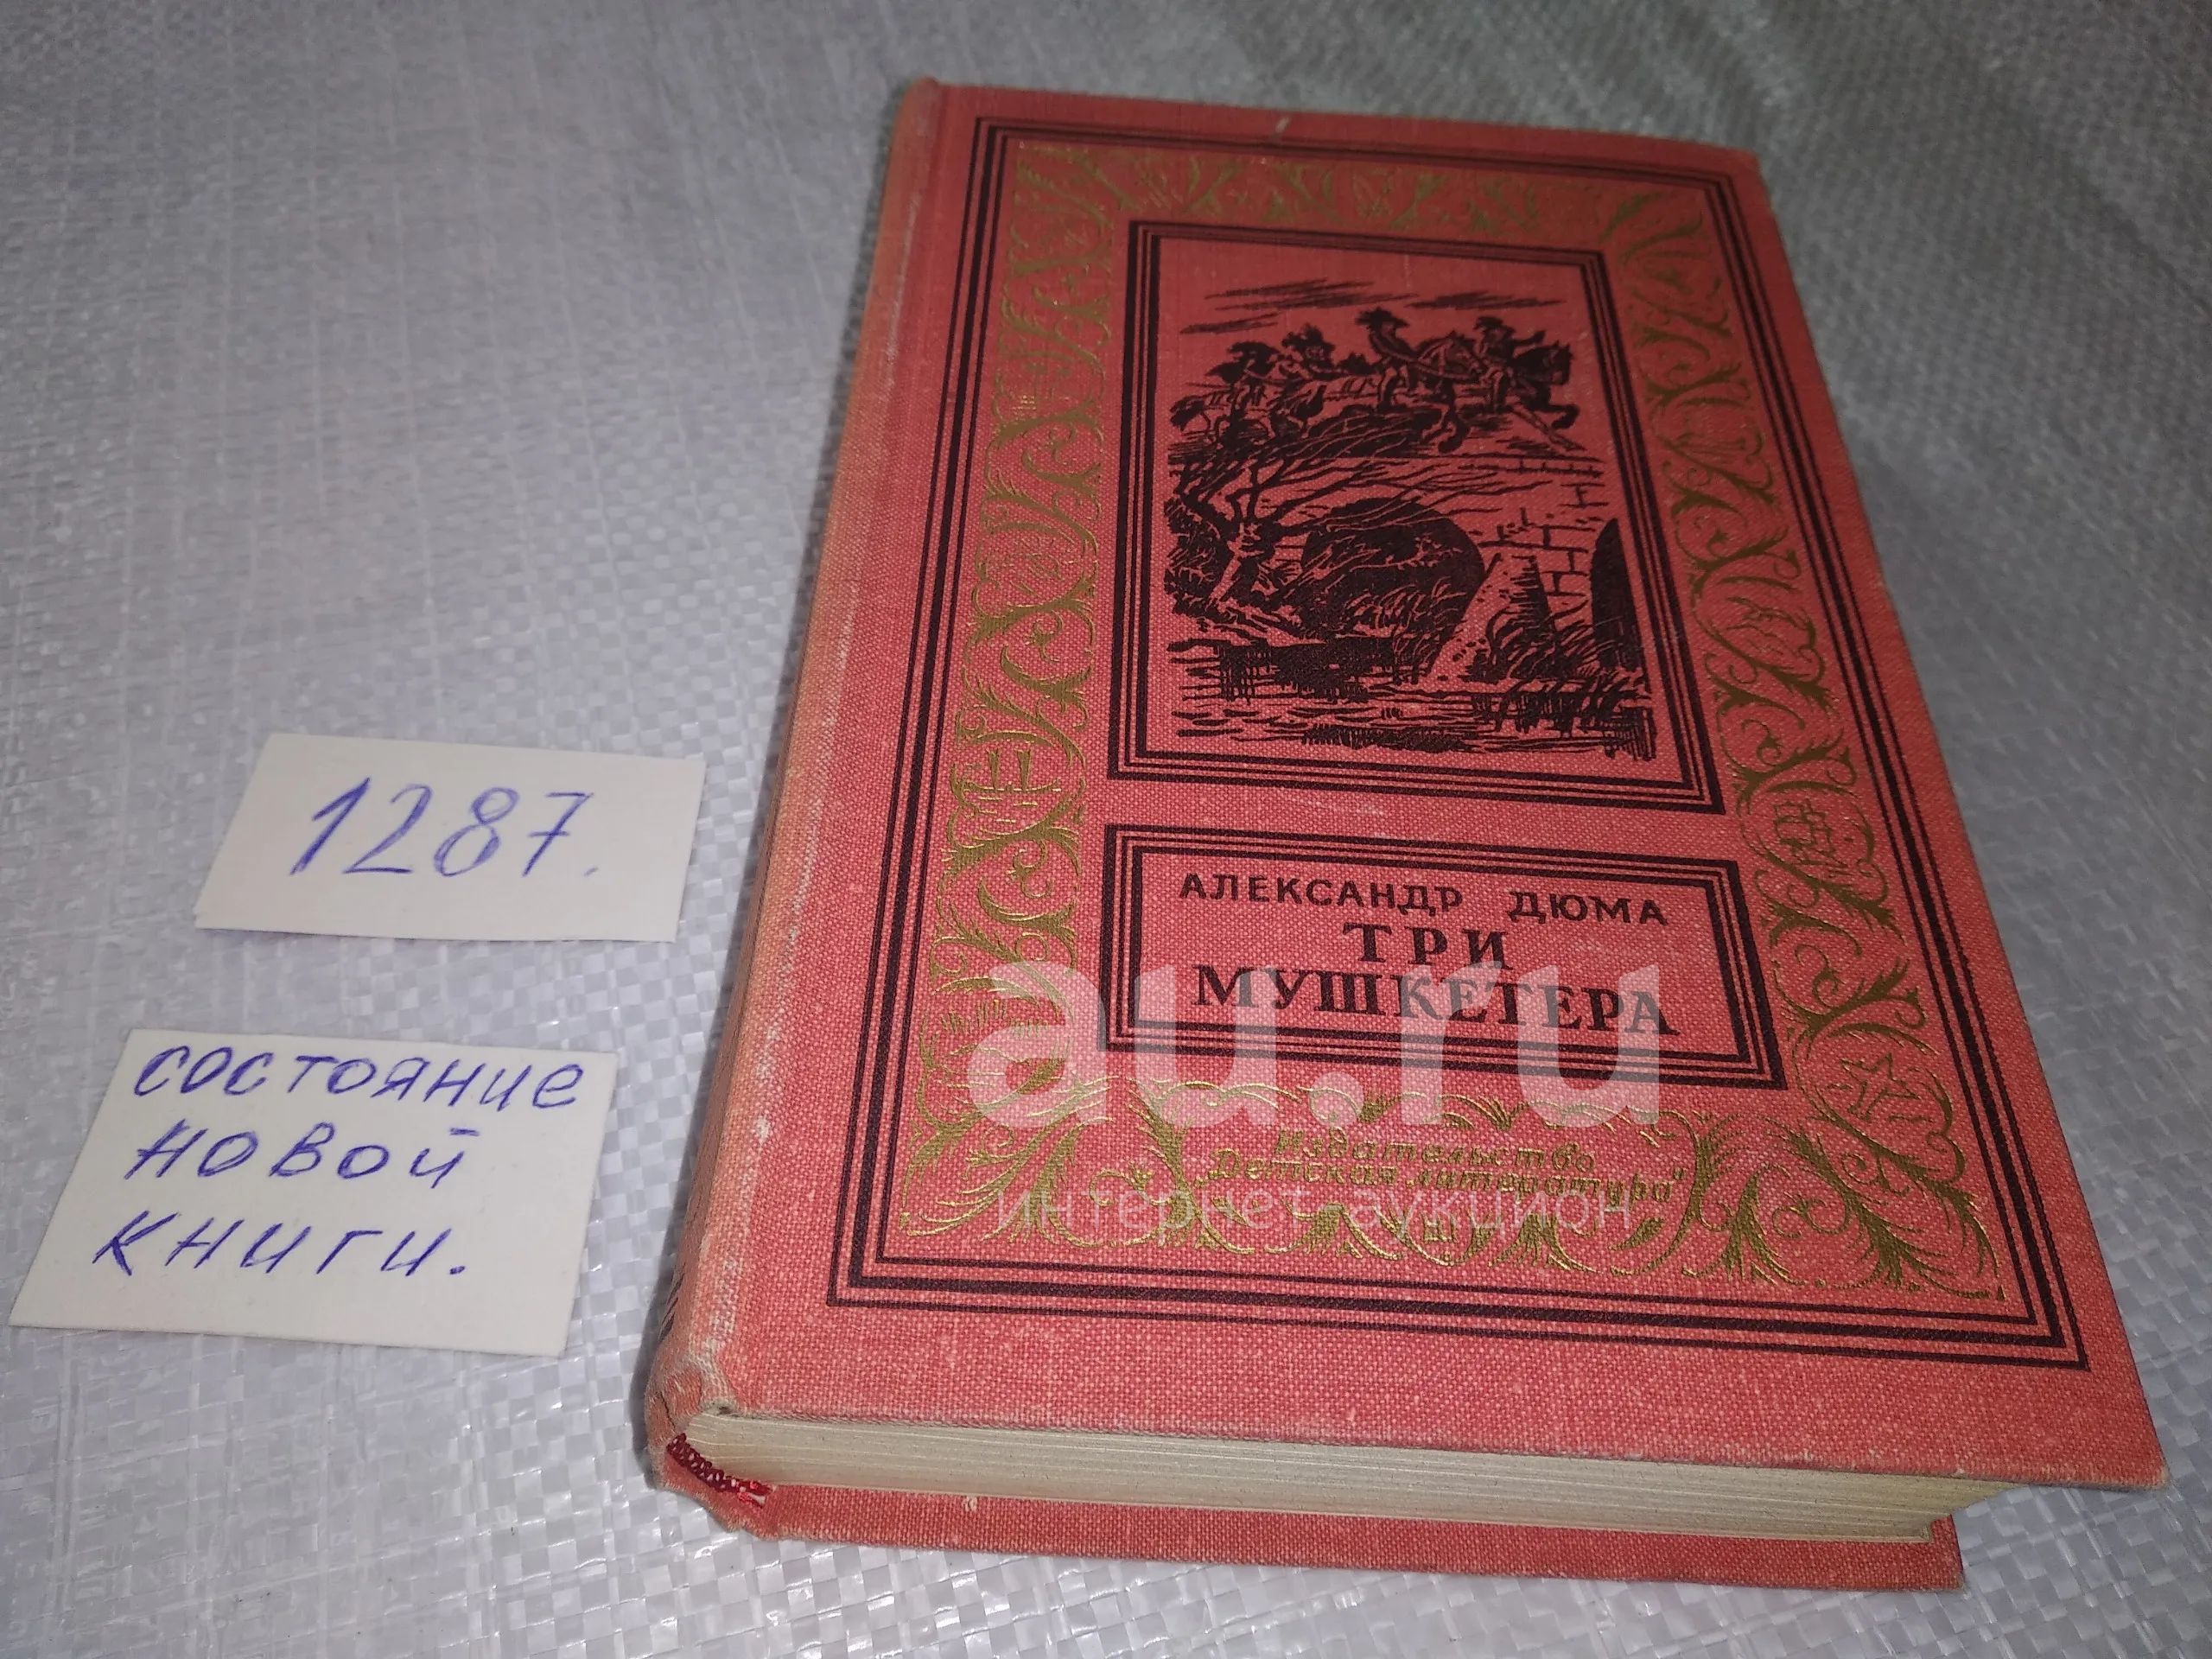 1287.
состояние
новой
книги.
АЛЕКСАНДР ДЮМА
ТРИ
МУШКЕТЕРА
Издательство
„Детская литература“
au.ru
интернет-аукцион